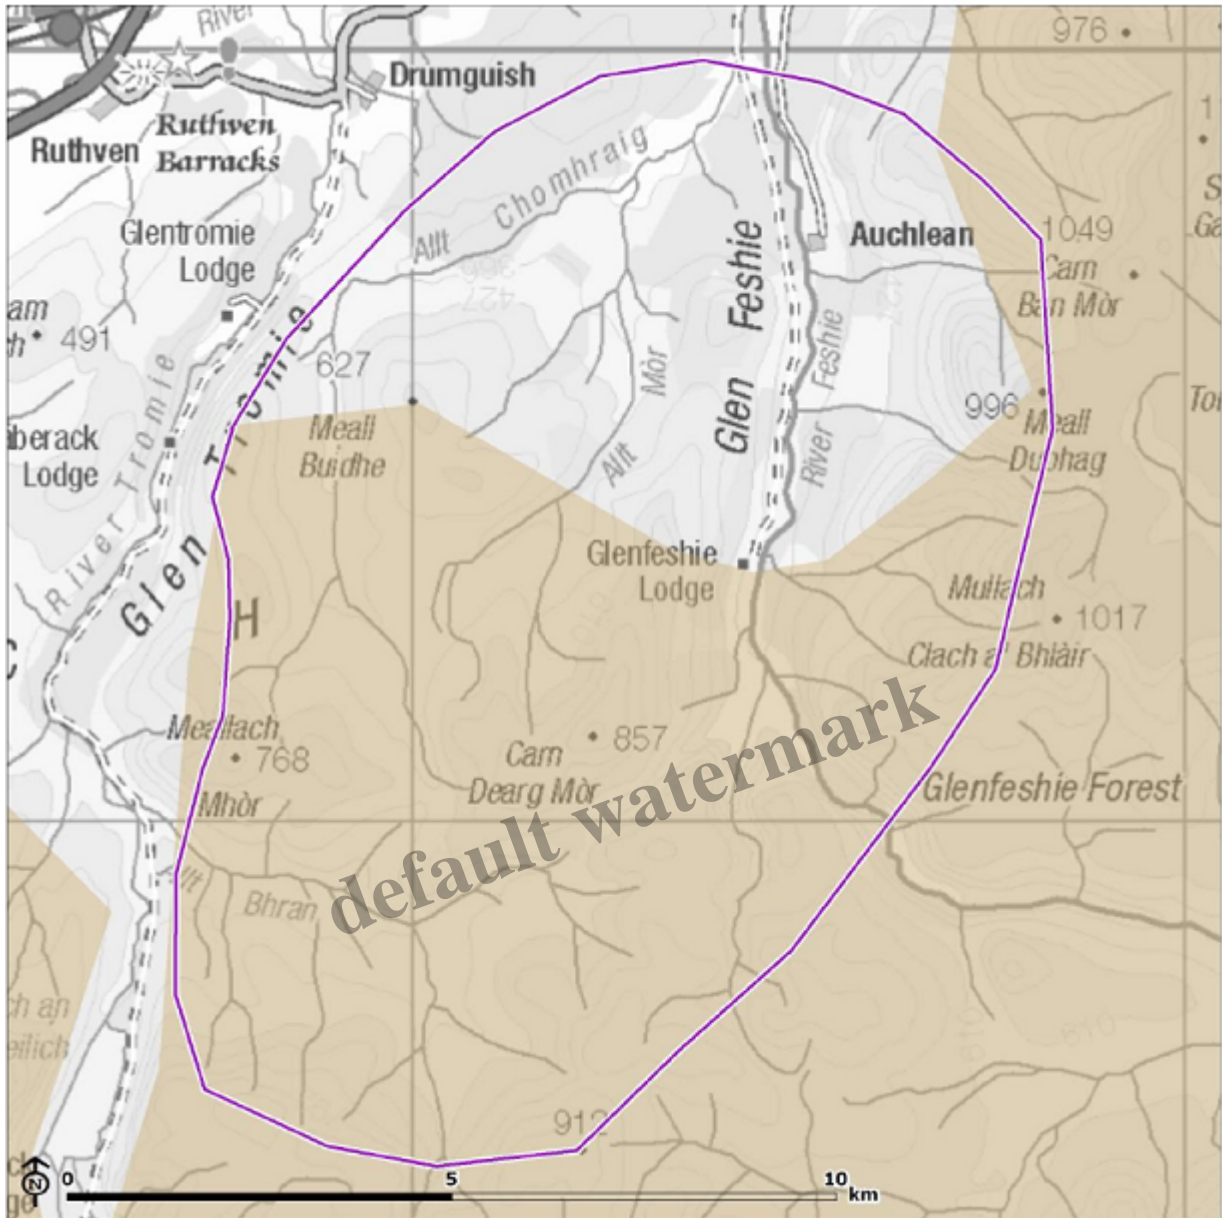 River
976
Drumguish
Ruthven
Barracks
Ruthven
Allt Chomhraig
Glentromie
Lodge
Auchlean
1049
Carn
Ban Mòr
491
627
Glen Feshie
River Feshie
Allt Mòr
996
Meall
Dubhag
Meall
Buidhe
Lodge
River Tromie
Glen Tromie
Glenfeshie
Lodge
H
Mullach
1017
Clach a' Bhlàir
Meallach
768
Mhòr
857
Carn
Dearg Mòr
Glenfeshie Forest
default watermark
Allt
Bhran
610
912
N
0 5 10
km